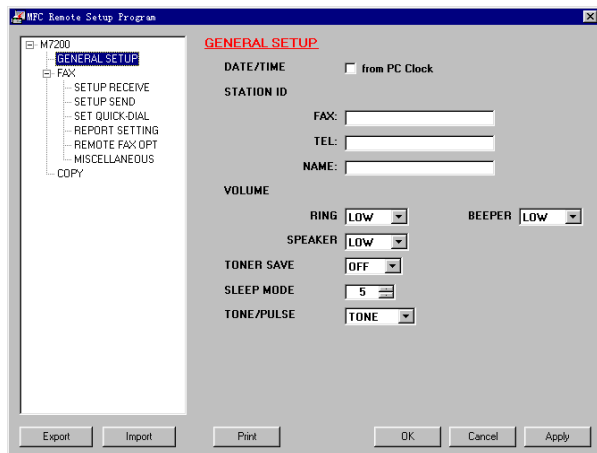 MFC Remote Setup Program
M7200
GENERAL SETUP
FAX
SETUP RECEIVE
SETUP SEND
SET QUICK-DIAL
REPORT SETTING
REMOTE FAX OPT
MISCELLANEOUS
COPY
GENERAL SETUP
DATE/TIME from PC Clock
STATION ID
FAX:
TEL:
NAME:
VOLUME
RING LOW BEEPER LOW
SPEAKER LOW
TONER SAVE OFF
SLEEP MODE 5
TONE/PULSE TONE
Export Import Print OK Cancel Apply